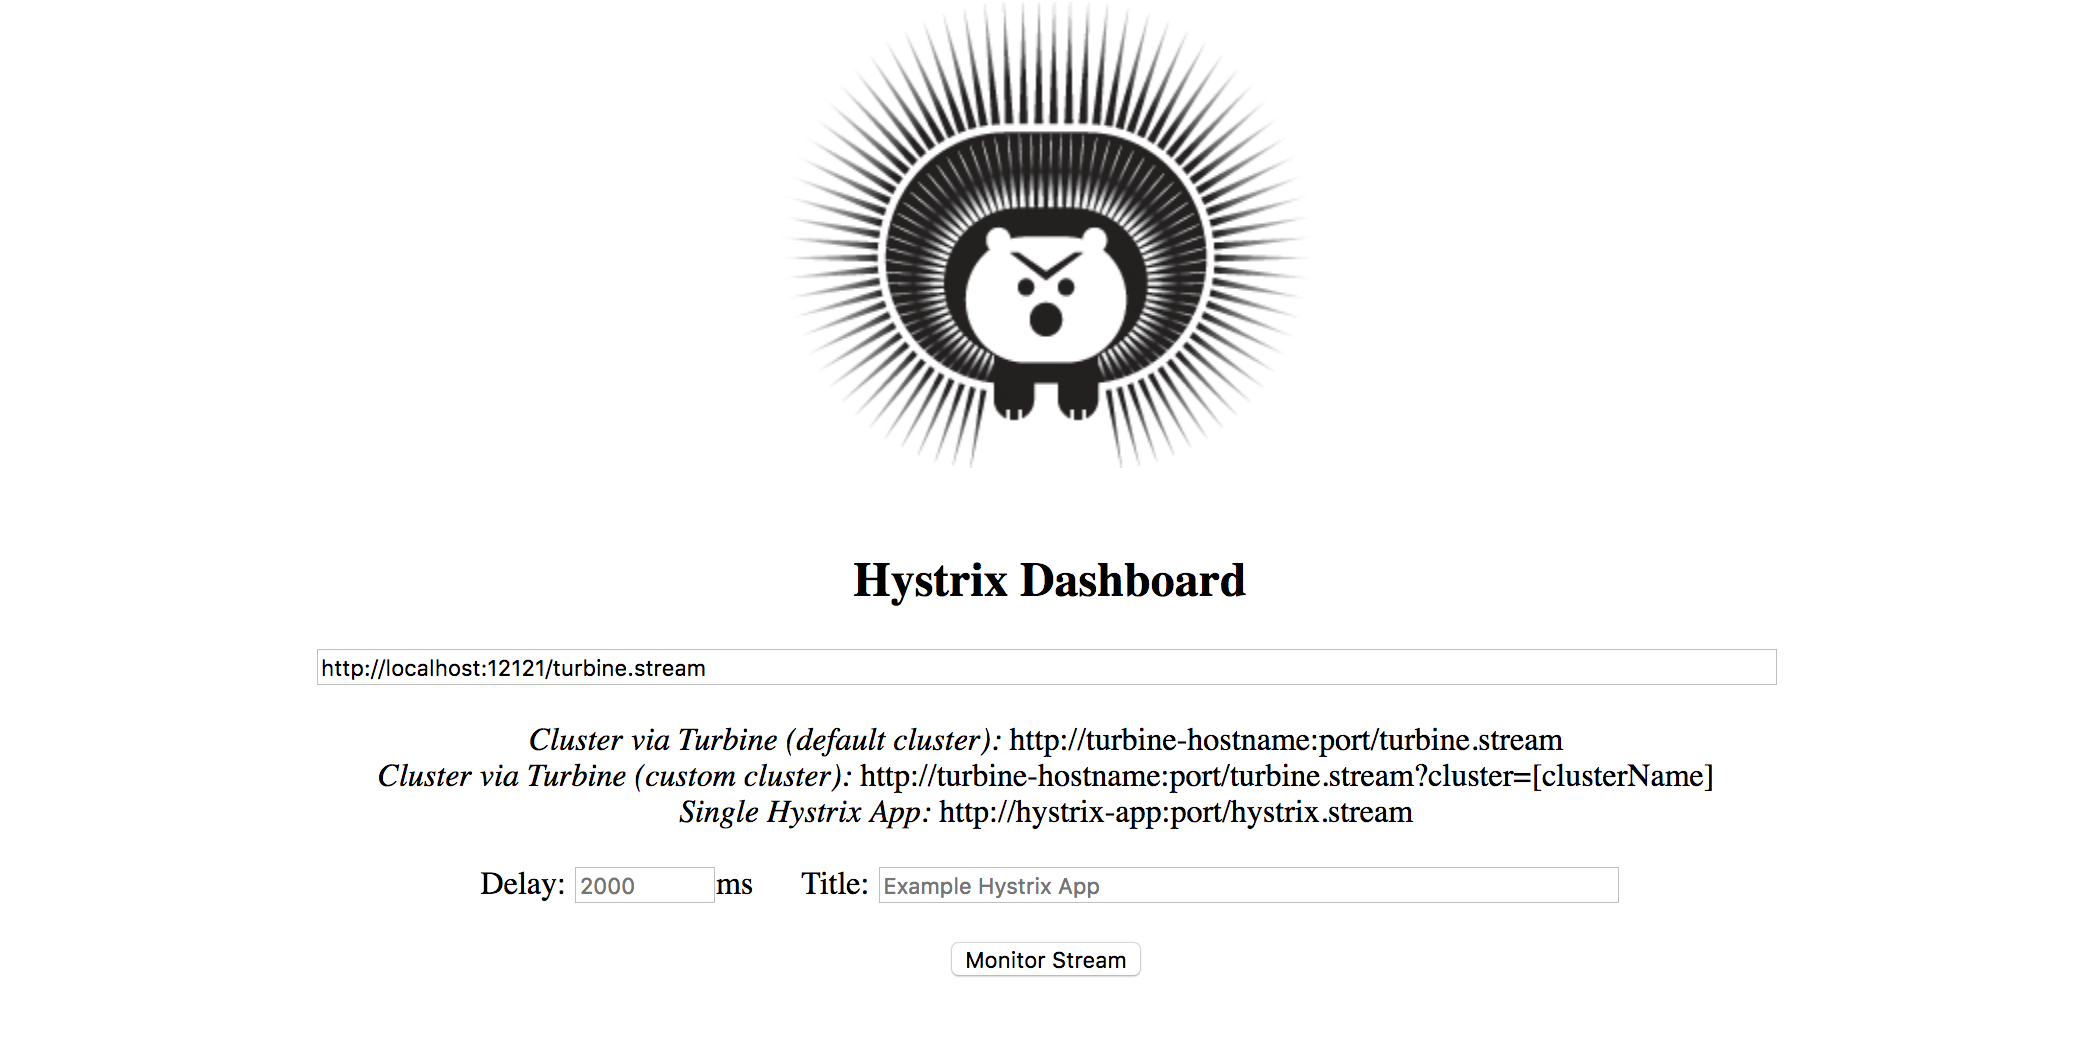 Hystrix Dashboard
http://localhost:12121/turbine.stream
Cluster via Turbine (default cluster): http://turbine-hostname:port/turbine.stream
Cluster via Turbine (custom cluster): http://turbine-hostname:port/turbine.stream?cluster=[clusterName]
Single Hystrix App: http://hystrix-app:port/hystrix.stream
Delay: 2000 ms Title: Example Hystrix App
Monitor Stream